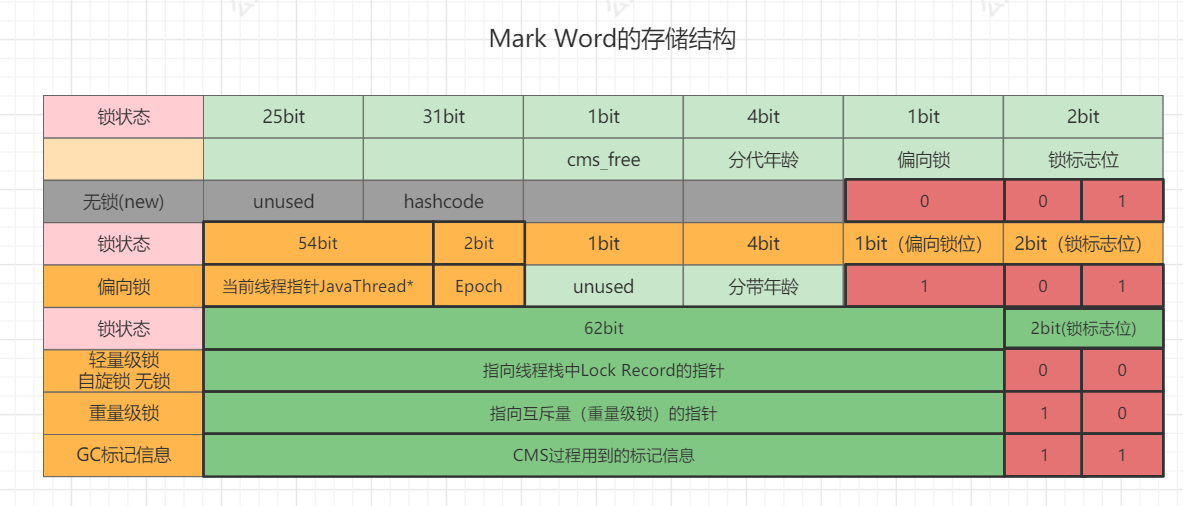 Mark Word的存储结构
锁状态 25bit 31bit 1bit 4bit 1bit 2bit
cms_free 分代年龄 偏向锁 锁标志位
无锁(new) unused hashcode 0 0 1
锁状态 54bit 2bit 1bit 4bit 1bit（偏向锁位） 2bit（锁标志位）
偏向锁 当前线程指针JavaThread* Epoch unused 分带年龄 1 0 1
锁状态 62bit 2bit(锁标志位)
轻量级锁
自旋锁 无锁 指向线程栈中Lock Record的指针 0 0
重量级锁 指向互斥量（重量级锁）的指针 1 0
GC标记信息 CMS过程用到的标记信息 1 1